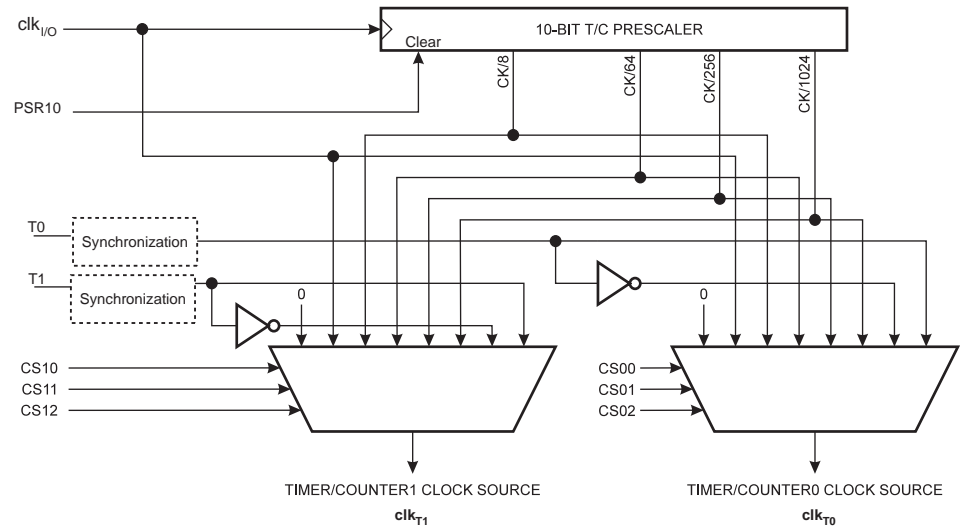 clkI/O
10-BIT T/C PRESCALER
Clear
CK/8
CK/64
CK/256
CK/1024
PSR10
T0
Synchronization
T1
Synchronization
0
0
CS10
CS11
CS12
CS00
CS01
CS02
TIMER/COUNTER1 CLOCK SOURCE
clkT1
TIMER/COUNTER0 CLOCK SOURCE
clkT0